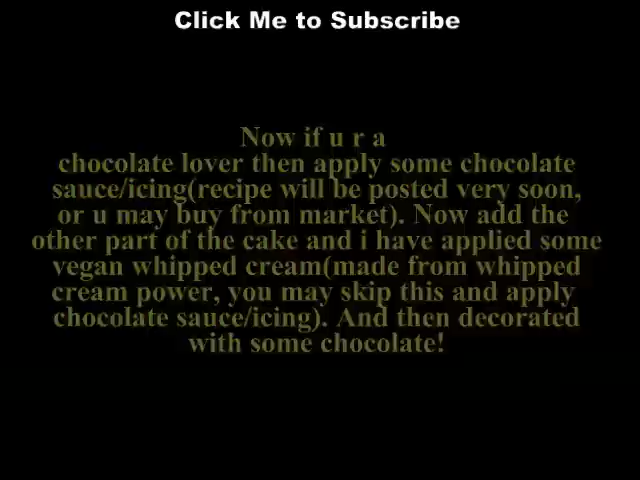 Click Me to Subscribe
Now if u r a
chocolate lover then apply some chocolate
sauce/icing(recipe will be posted very soon,
or u may buy from market). Now add the
other part of the cake and i have applied some
vegan whipped cream(made from whipped
cream power, you may skip this and apply
chocolate sauce/icing). And then decorated
with some chocolate!